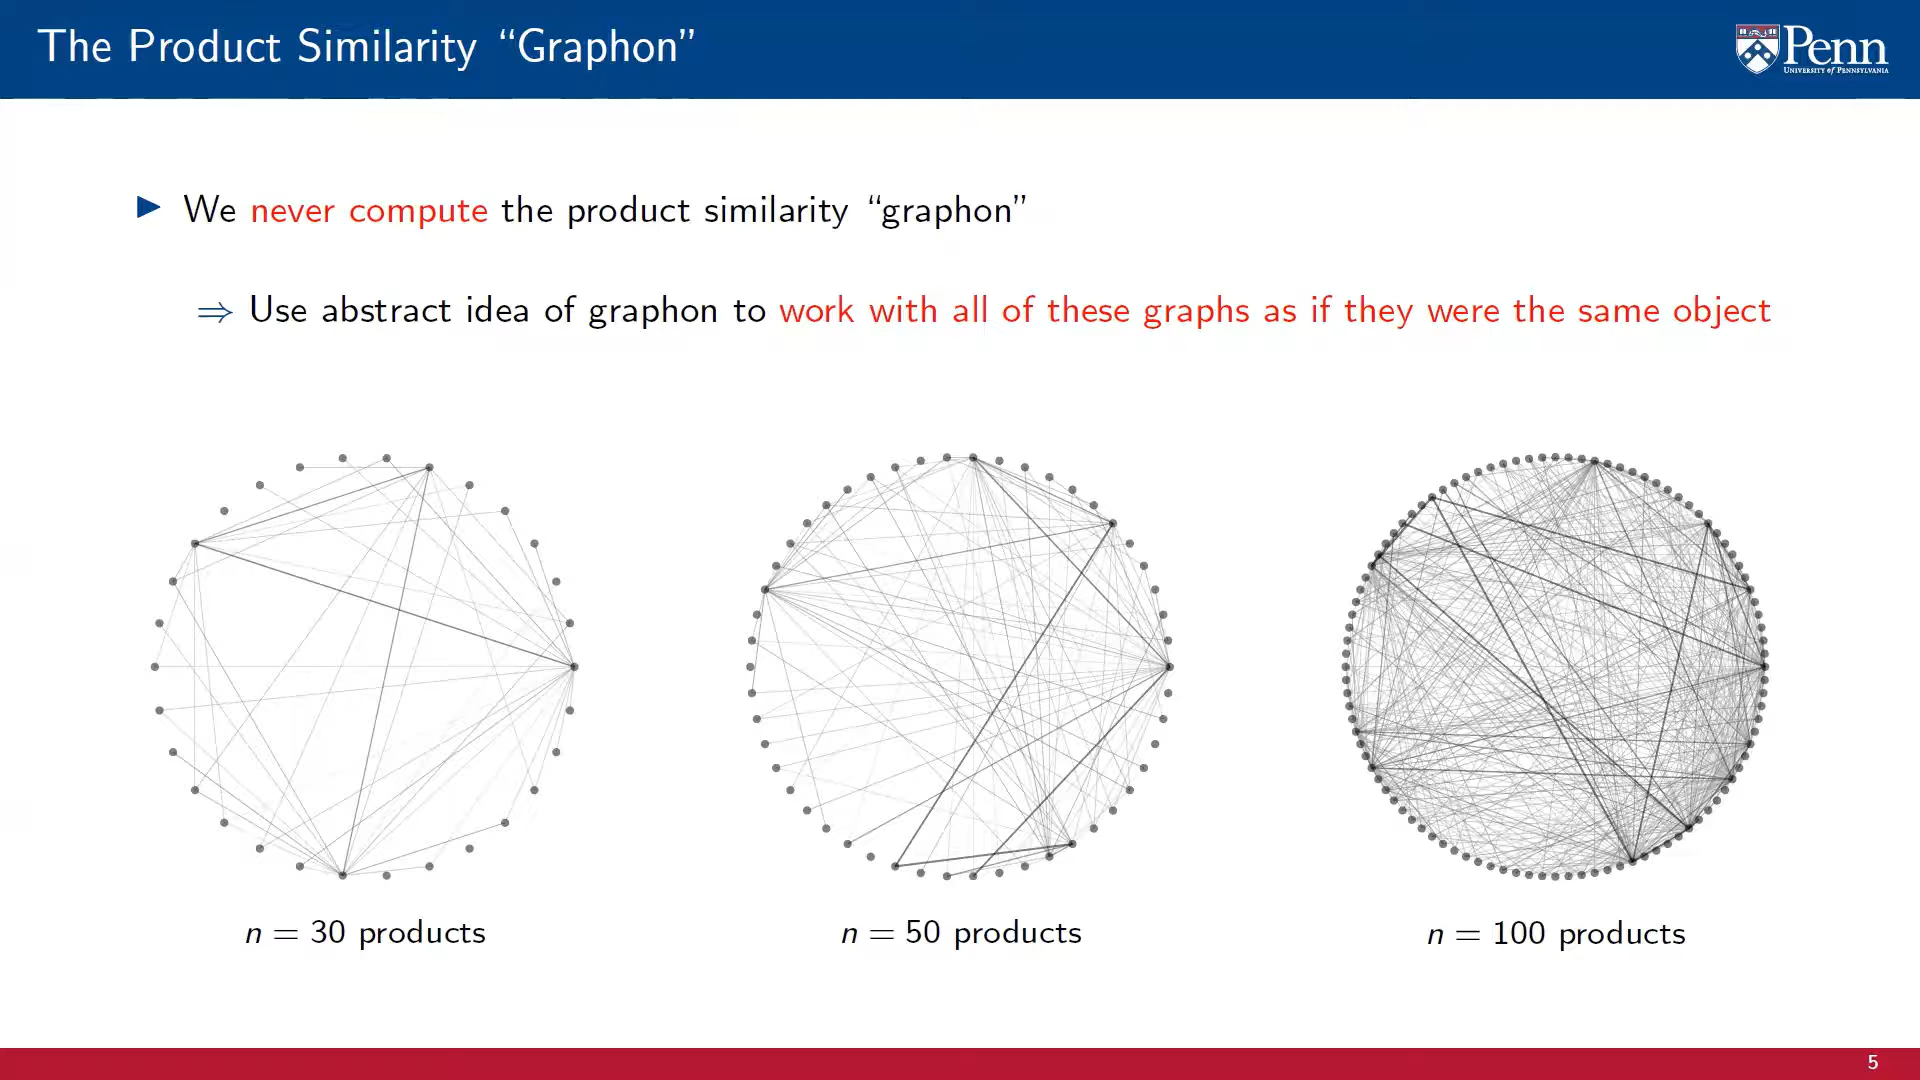 The Product Similarity “Graphon”
Penn
University of Pennsylvania
▶ We never compute the product similarity “graphon”
⇒ Use abstract idea of graphon to work with all of these graphs as if they were the same object
n = 30 products
n = 50 products
n = 100 products
5